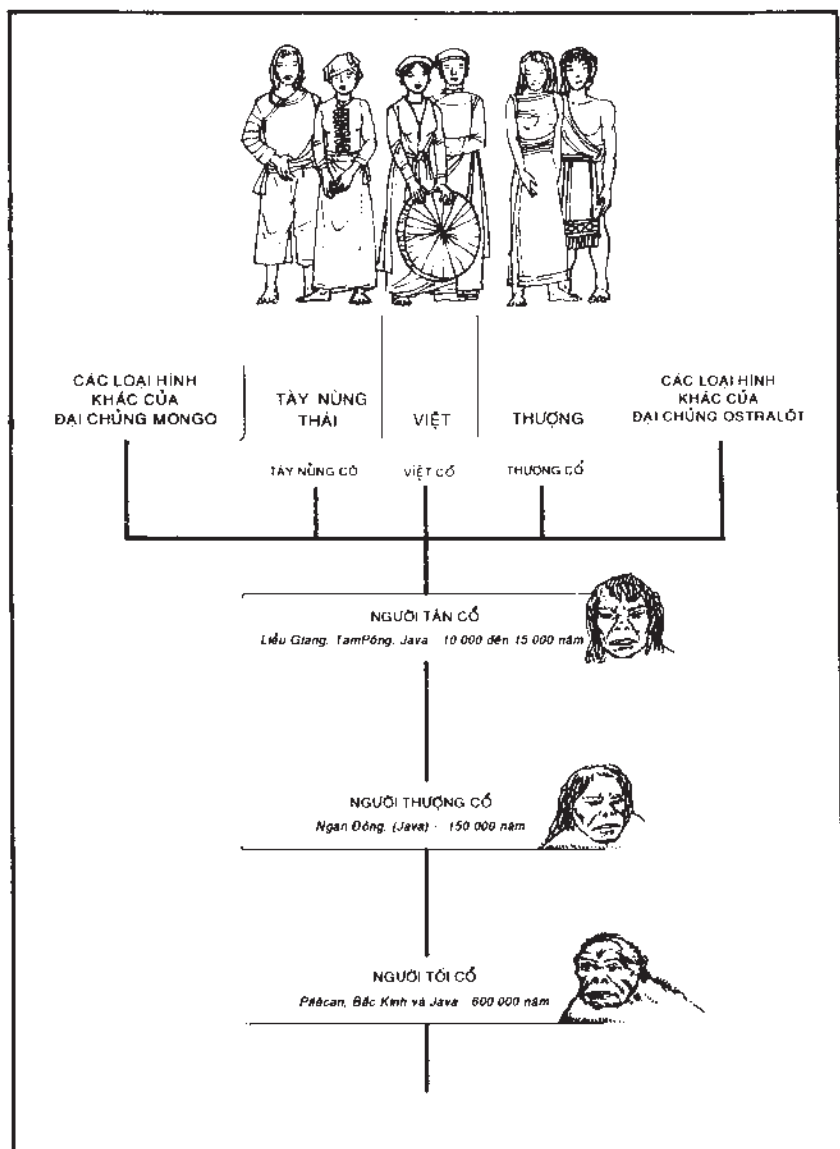 CÁC LOẠI HÌNH
KHÁC CỦA
ĐẠI CHỦNG MONGO
TÀY NÙNG
THÁI
VIỆT
THƯỢNG
CÁC LOẠI HÌNH
KHÁC CỦA
ĐẠI CHỦNG OSTRALÔT
TÀY NÙNG CỔ
VIỆT CỔ
THƯỢNG CỔ
NGƯỜI TÂN CỔ
Liễu Giang, TamPông, Java 10 000 đến 15 000 năm
NGƯỜI THƯỢNG CỔ
Ngan Đông, (Java) - 150 000 năm
NGƯỜI TỐI CỔ
Pitêcan, Bắc Kinh và Java 600 000 năm